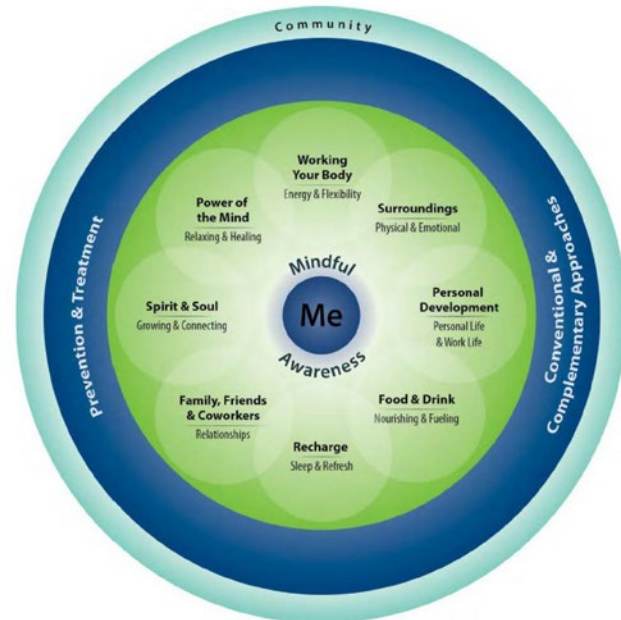 Community
Working
Your Body
Energy & Flexibility
Surroundings
Physical & Emotional
Personal
Development
Personal Life
& Work Life
Food & Drink
Nourishing & Fueling
Recharge
Sleep & Refresh
Family, Friends
& Coworkers
Relationships
Spirit & Soul
Growing & Connecting
Power of
the Mind
Relaxing & Healing
Mindful
Me
Awareness
Prevention & Treatment
Conventional &
Complementary Approaches